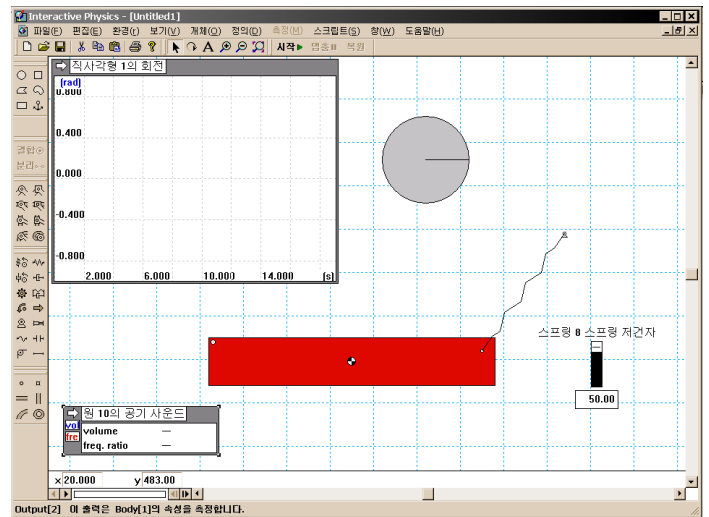 Interactive Physics - [Untitled1]
파일(F) 편집(E) 환경(r) 보기(V) 개체(O) 정의(D) 측정(M) 스크립트(S) 창(W) 도움말(H)
A 시작 멈춤 복원
직사각형 1의 회전
(rad)
0.800
0.400
0.000
-0.400
-0.800
2.000 6.000 10.000 14.000 (s)
결합
분리
스프링 8 스프링 저건자
50.00
원 10의 공기 사운드
vol volume —
fre freq. ratio —
x 20.000 y 483.00
Output[2] 이 출력은 Body[1]의 속성을 측정합니다.